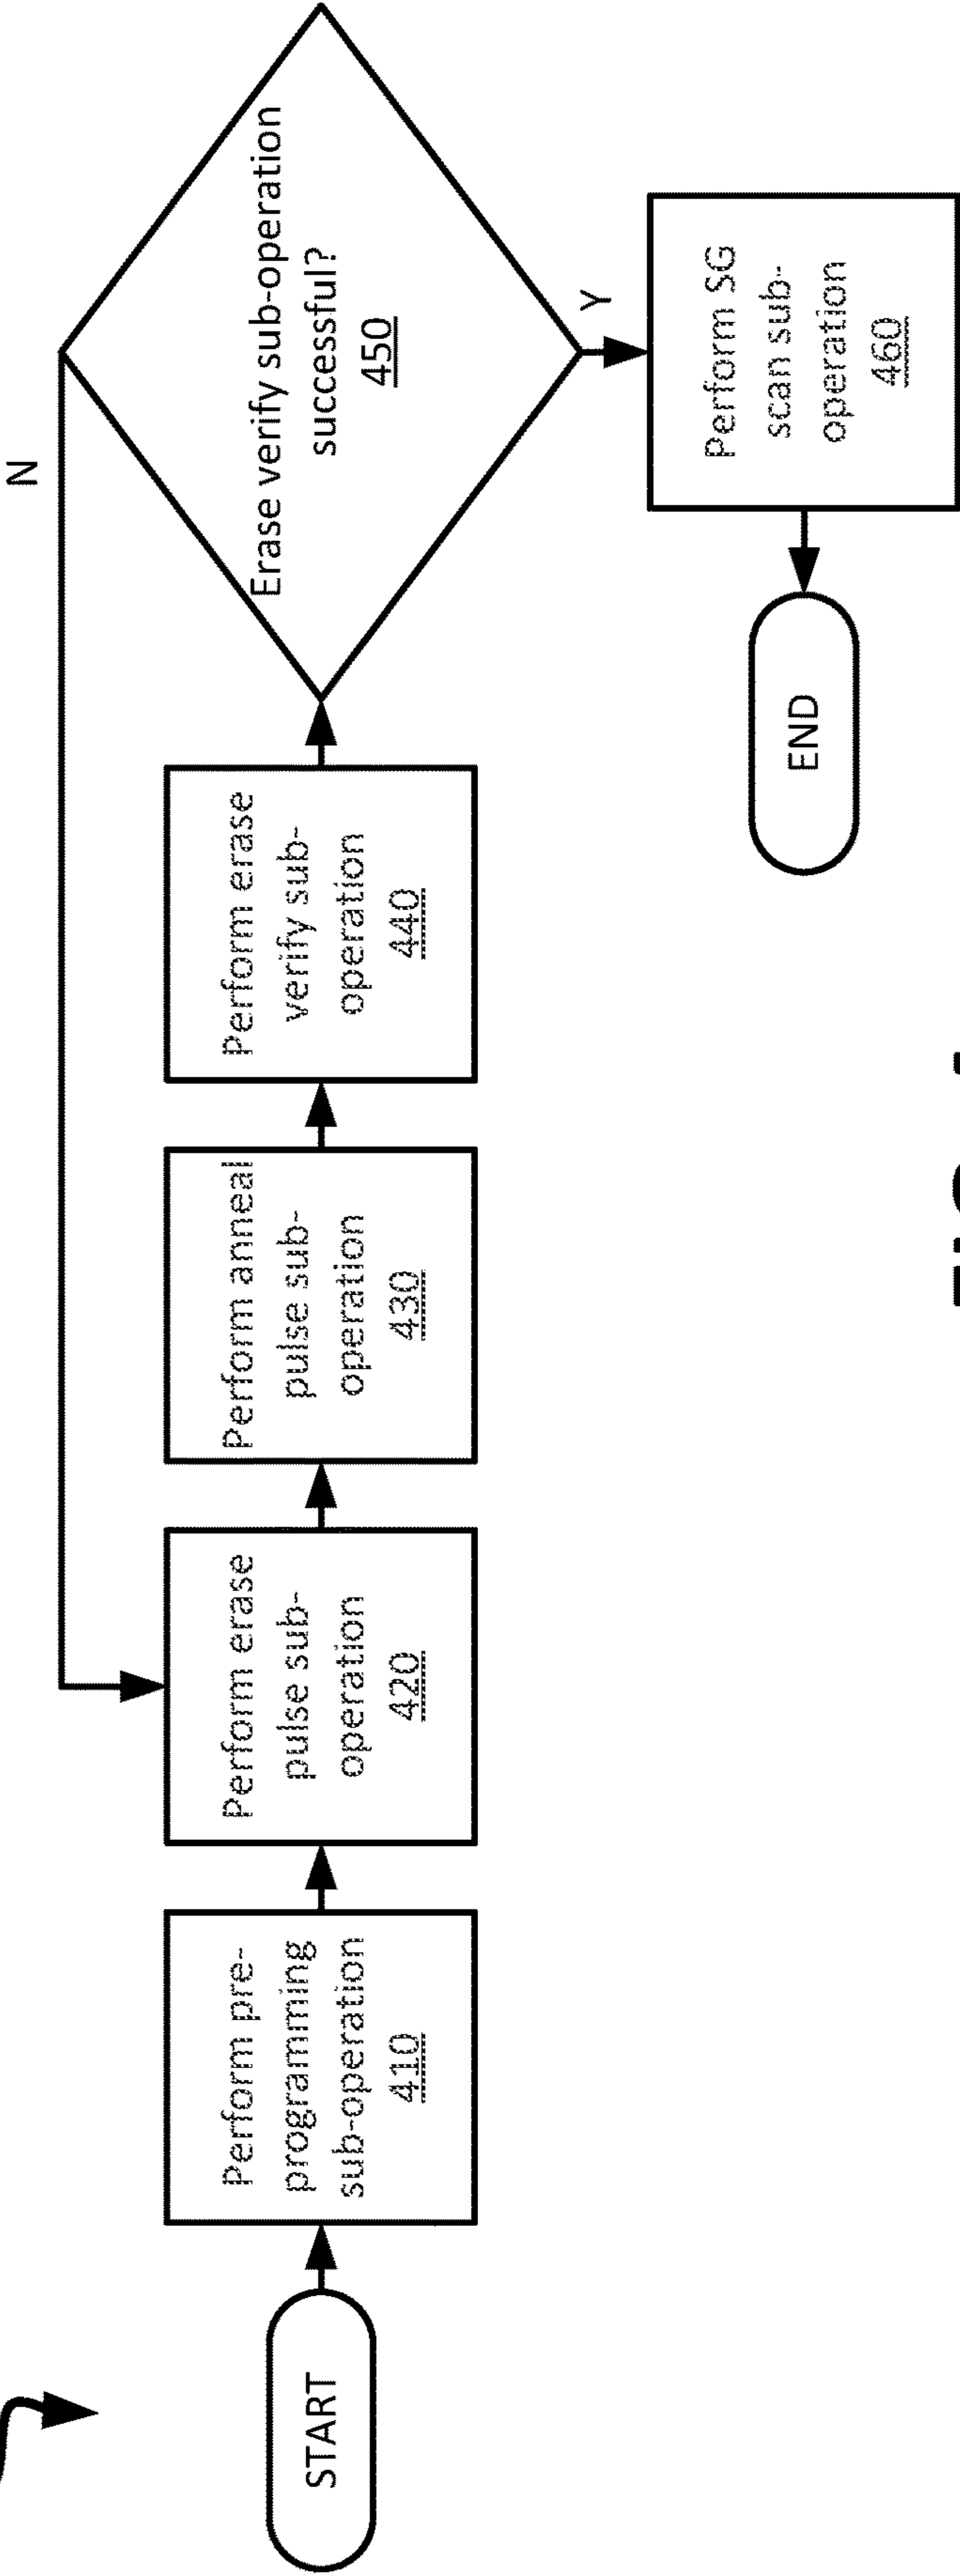 START
Perform pre-
programming
sub-operation
410
Perform erase
pulse sub-
operation
420
Perform anneal
pulse sub-
operation
430
Perform erase
verify sub-
operation
440
Erase verify sub-operation
successful?
450
N
Y
Perform SG
scan sub-
operation
460
END